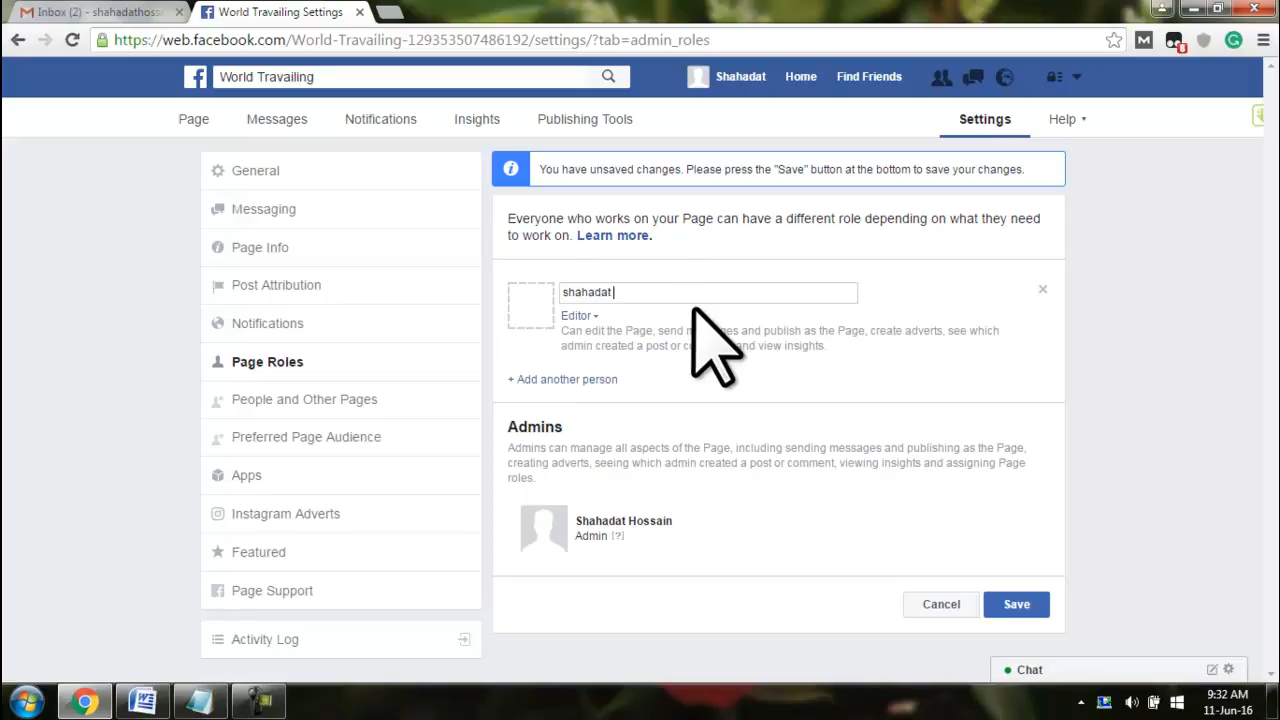 Inbox (2) - shahadathoss
World Travailing Settings
https://web.facebook.com/World-Travailing-129353507486192/settings/?tab=admin_roles
World Travailing
Shahadat Home Find Friends
Page Messages Notifications Insights Publishing Tools Settings Help
General
Messaging
Page Info
Post Attribution
Notifications
Page Roles
People and Other Pages
Preferred Page Audience
Apps
Instagram Adverts
Featured
Page Support
Activity Log
You have unsaved changes. Please press the "Save" button at the bottom to save your changes.
Everyone who works on your Page can have a different role depending on what they need
to work on. Learn more.
shahadat
Editor
Can edit the Page, send and publish as the Page, create adverts, see which
admin created a post or and view insights.
+ Add another person
Admins
Admins can manage all aspects of the Page, including sending messages and publishing as the Page,
creating adverts, seeing which admin created a post or comment, viewing insights and assigning Page
roles.
Shahadat Hossain
Admin [?]
Cancel Save
Chat
9:32 AM
11-Jun-16